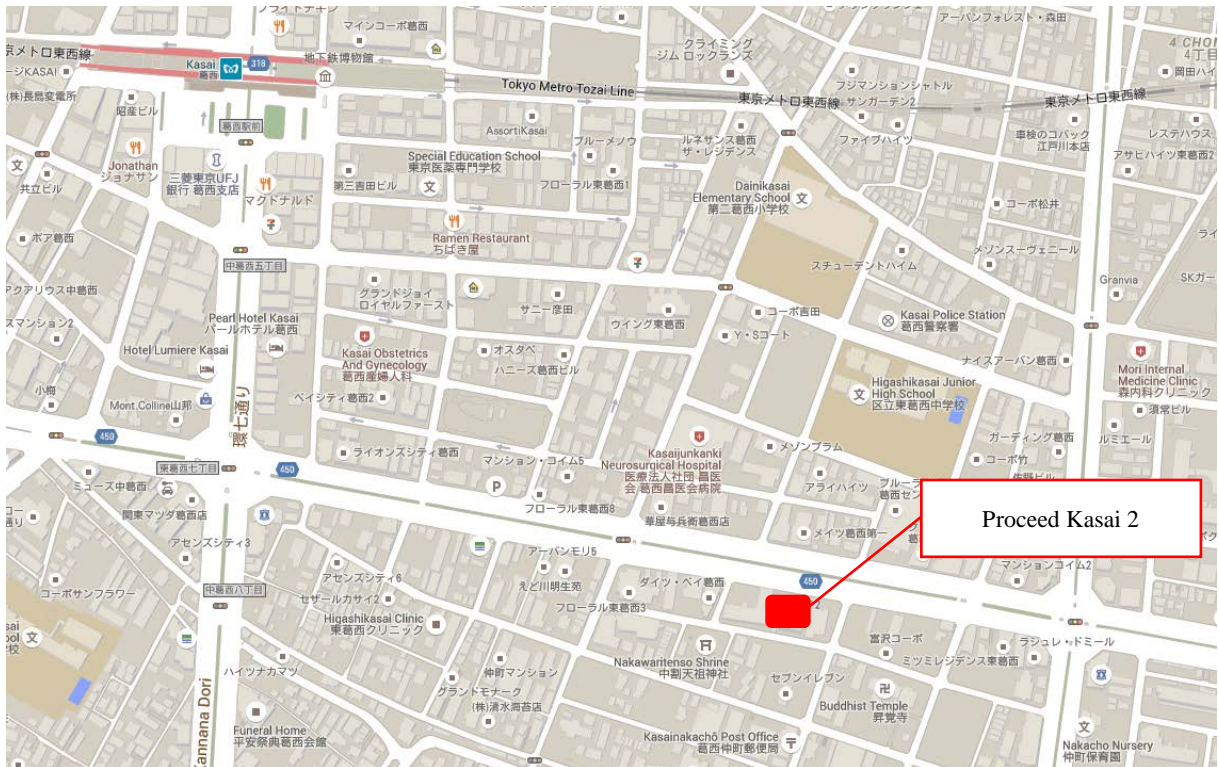 ブライトチキン
マインコーポ葛西
アーバンフォレスト・森田
4 CHOM
4丁目
東京メトロ東西線
地下鉄博物館
クライミング
ジム ロックランズ
ージKASAI
Kasai
葛西
318
岡田ハイ
(株)長島変電所
Tokyo Metro Tozai Line
東京メトロ東西線
フジマンションシャトル
サンガーデン2
東京メトロ東西線
昭産ビル
葛西駅前
AssortiKasai
ブルーメノウ
ルネサンス葛西
ザ・レジデンス
ファイブハイツ
車検のコバック
江戸川本店
レステハウス
Jonathan
ジョナサン
三菱東京UFJ
銀行 葛西支店
Special Education School
東京医薬専門学校
アサヒハイツ東葛西2
共立ビル
マクドナルド
第三吉田ビル
フローラル東葛西1
Dainikasai
Elementary School
第二葛西小学校
コーポ松井
ボア葛西
Ramen Restaurant
ちばき屋
メゾンスーヴェニール
ライ
中葛西五丁目
スチューデントハイム
アクアリウス中葛西
グランドジョイ
ロイヤルファースト
Granvia
SKガー
サニー彦田
コーポ吉田
スマンション2
Pearl Hotel Kasai
パールホテル葛西
ウイング東葛西
Kasai Police Station
葛西警察署
Y・Sコート
Hotel Lumiere Kasai
Kasai Obstetrics
And Gynecology
葛西産婦人科
オスタベ
ハニーズ葛西ビル
ナイスアーバン葛西
Mori Internal
Medicine Clinic
森内科クリニック
小柳
Higashikasai Junior
High School
区立東葛西中学校
Mont.Colline山邦
環七通り
ベイシティ葛西2
須常ビル
450
Kasaijunkanki
Neurosurgical Hospital
医療法人社団 昌医
会 葛西昌医会病院
メゾンプラム
ガーディング葛西
ルミエール
東葛西七丁目
450
ライオンズシティ葛西
マンション・コイム5
コーポ竹
ミューズ中葛西
P
アライハイツ
ブルーラ
葛西セン
佐野ビル
関東マツダ葛西店
フローラル東葛西8
華屋与兵衛葛西店
メイツ葛西第一
Proceed Kasai 2
アセンズシティ3
アーバンモリ5
マンションコイム2
コーポサンフラワー
中葛西八丁目
アセンズシティ6
えど川明生苑
ダイツ・ベイ葛西
450
セザールカサイ2
フローラル東葛西3
2
Higashikasai Clinic
東葛西クリニック
富沢コーポ
ラシュレ・ドミール
ミツミレジデンス東葛西
ハイツナカマツ
仲町マンション
Nakawaritenso Shrine
中割天祖神社
セブンイレブン
グランドモナーク
(株)清水海苔店
Buddhist Temple
昇覚寺
Kannana Dori
Funeral Home
平安祭典葛西会館
Kasainakachō Post Office
葛西仲町郵便局
Nakacho Nursery
仲町保育園